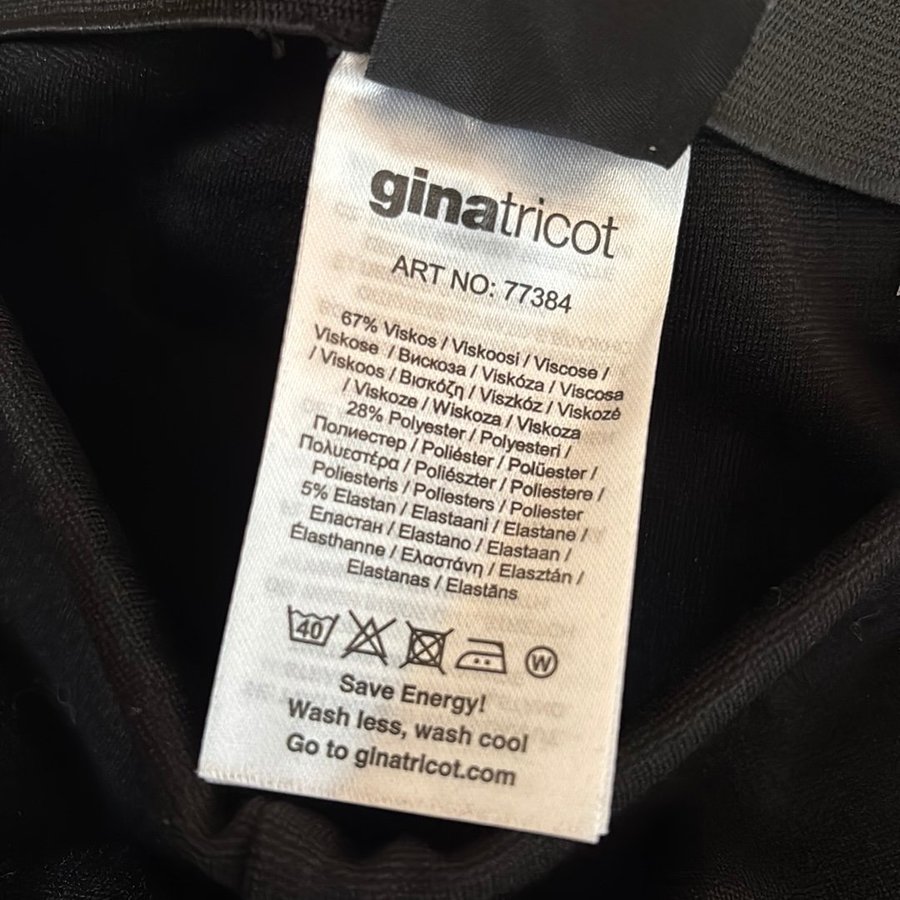 ginatricot
ART NO: 77384
67% Viskos / Viskoosi / Viscose /
Viskose / Вискоза / Viskóza / Viscosa
/ Viskoos / Βισκόζη / Viszkóz / Viskozė
/ Viskoze / Wiskoza / Viskoza
28% Polyester / Polyesteri /
Полиестер / Poliéster / Polüester /
Πολυεστέρα / Poliészter / Poliestere /
Poliesteris / Poliesters / Poliester
5% Elastan / Elastaani / Elastane /
Еластан / Elastano / Elastaan /
Élasthanne / Ελαστάνη / Elasztán /
Elastanas / Elastāns
40 W
Save Energy!
Wash less, wash cool
Go to ginatricot.com